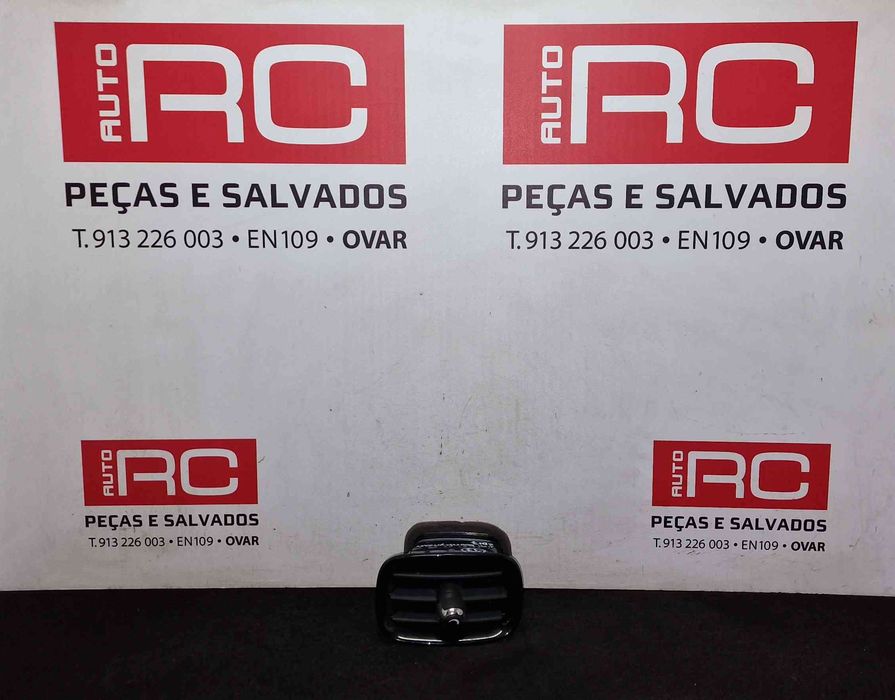 AUTO RC
PEÇAS E SALVADOS
T. 913 226 003 • EN109 • OVAR
AUTO RC
PEÇAS E SALVADOS
T. 913 226 003 • EN109 • OVAR
AUTO RC
PEÇAS E SALVADOS
T. 913 226 003 • EN109 • OVAR
AUTO RC
PEÇAS E SALVADOS
T. 913 226 003 • EN109 • OVAR